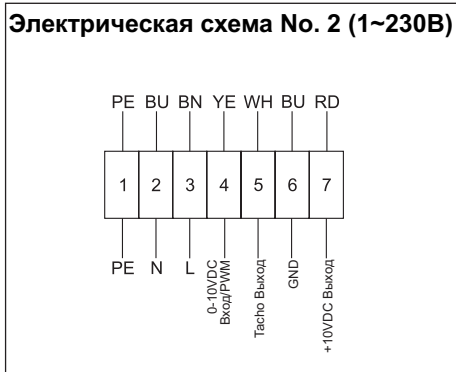 Электрическая схема No. 2 (1~230В)
PE BU BN YE WH BU RD
1 2 3 4 5 6 7
PE N L
0-10VDC
Вход/PWM
Tacho Выход
GND
+10VDC Выход